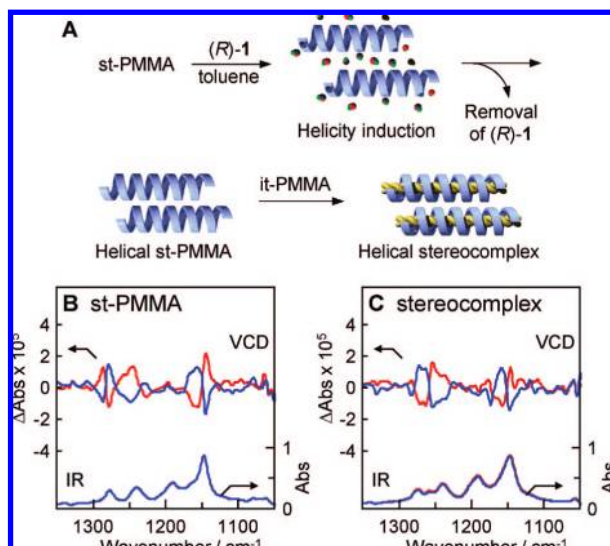 A
st-PMMA
(R)-1
toluene
Helicity induction
Removal
of (R)-1
Helical st-PMMA
it-PMMA
Helical stereocomplex
B st-PMMA
VCD
4
2
0
-2
-4
ΔAbs x 10⁵
IR
1
0
Abs
1300 1200 1100
Wavenumber / cm⁻¹
C stereocomplex
VCD
4
2
0
-2
-4
ΔAbs x 10⁵
IR
1
0
Abs
1300 1200 1100
Wavenumber / cm⁻¹